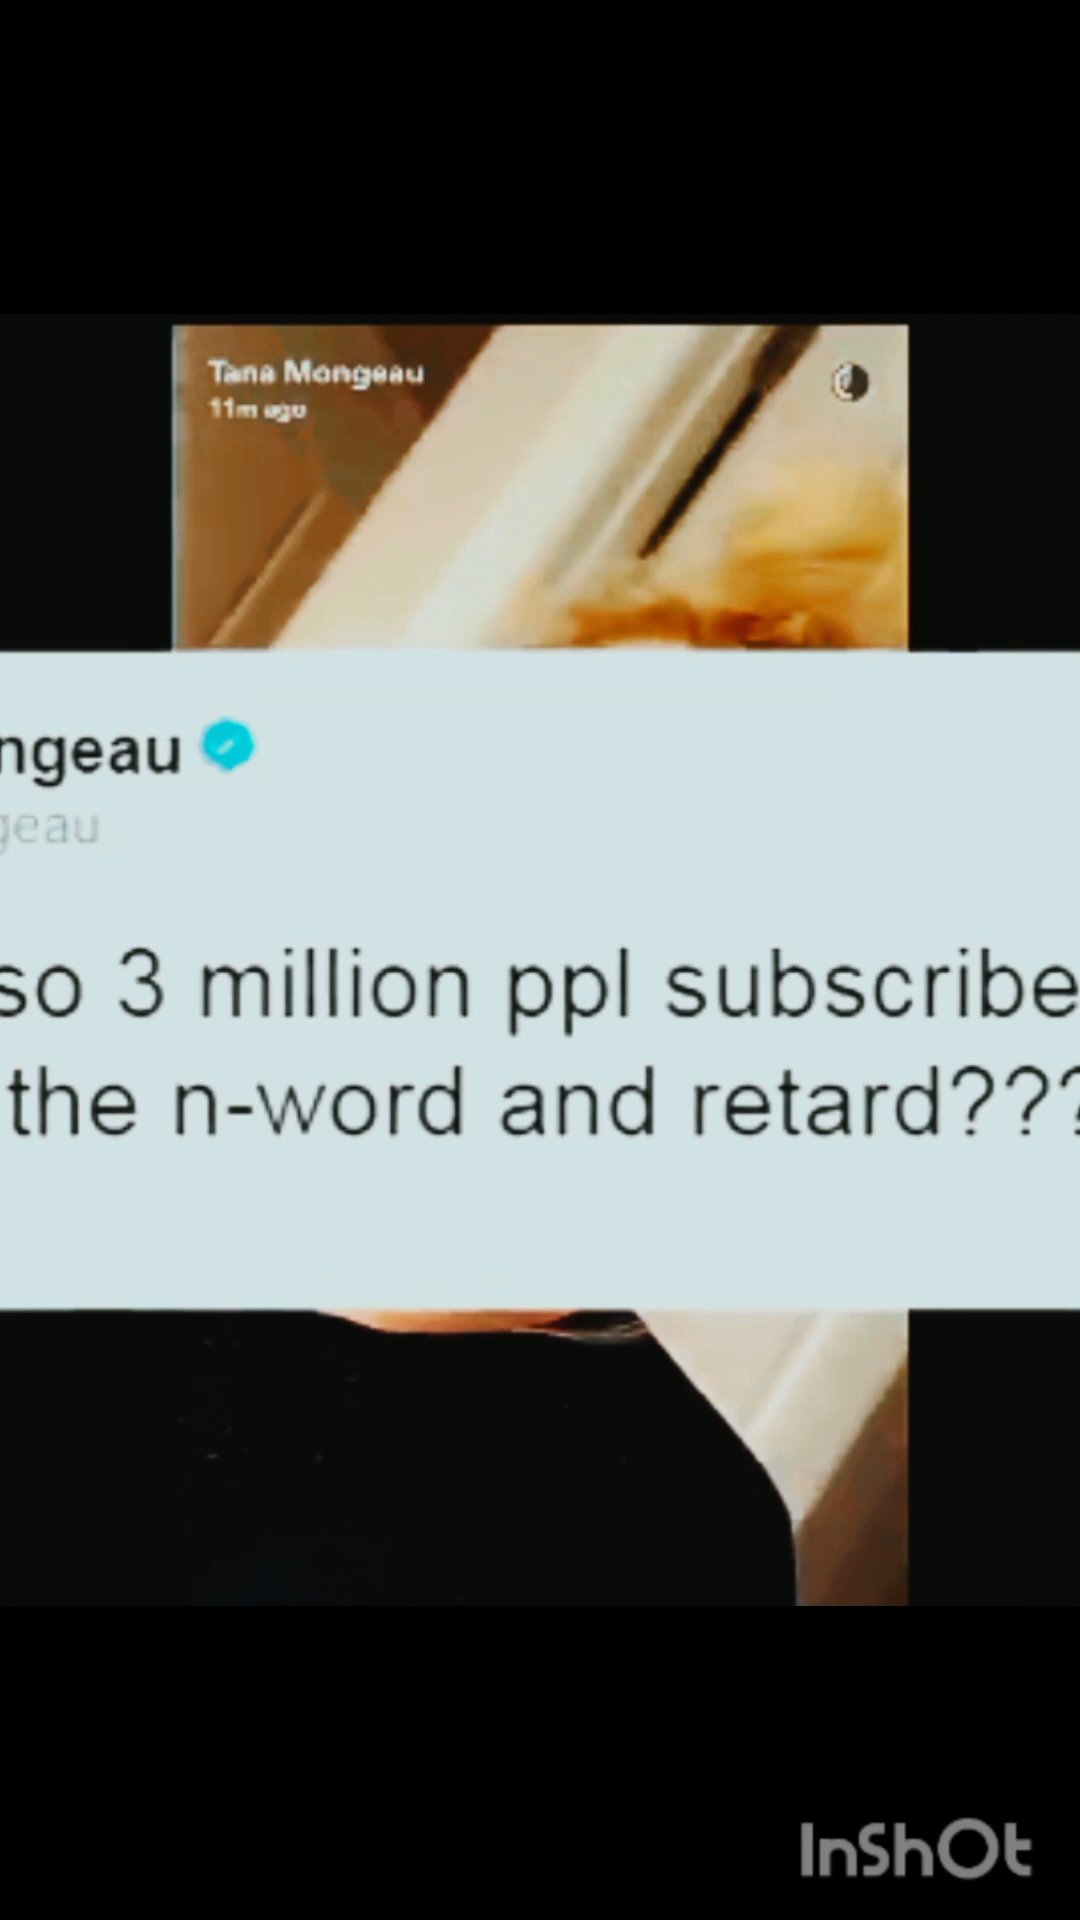 Tana Mongeau
11m ago
ngeau
geau
so 3 million ppl subscribe
the n-word and retard???
InShOt